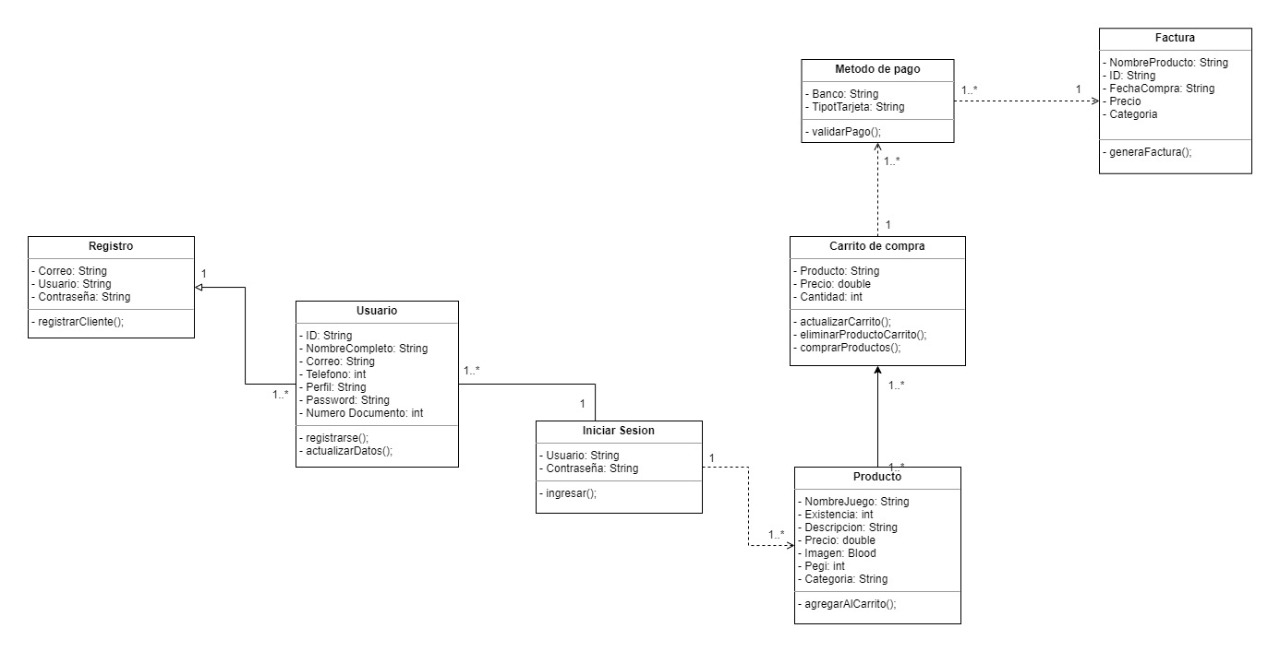 Registro
- Correo: String
- Usuario: String
- Contraseña: String
- registrarCliente();
1
1..*
Usuario
- ID: String
- NombreCompleto: String
- Correo: String
- Telefono: int
- Perfil: String
- Password: String
- Numero Documento: int
- registrarse();
- actualizarDatos();
1..*
1
Iniciar Sesion
- Usuario: String
- Contraseña: String
- ingresar();
1
1..*
Producto
- NombreJuego: String
- Existencia: int
- Descripcion: String
- Precio: double
- Imagen: Blood
- Pegi: int
- Categoria: String
- agregarAlCarrito();
1..*
1..*
Carrito de compra
- Producto: String
- Precio: double
- Cantidad: int
- actualizarCarrito();
- eliminarProductoCarrito();
- comprarProductos();
1
1..*
Metodo de pago
- Banco: String
- TipotTarjeta: String
- validarPago();
1..*
1
Factura
- NombreProducto: String
- ID: String
- FechaCompra: String
- Precio
- Categoria
- generaFactura();